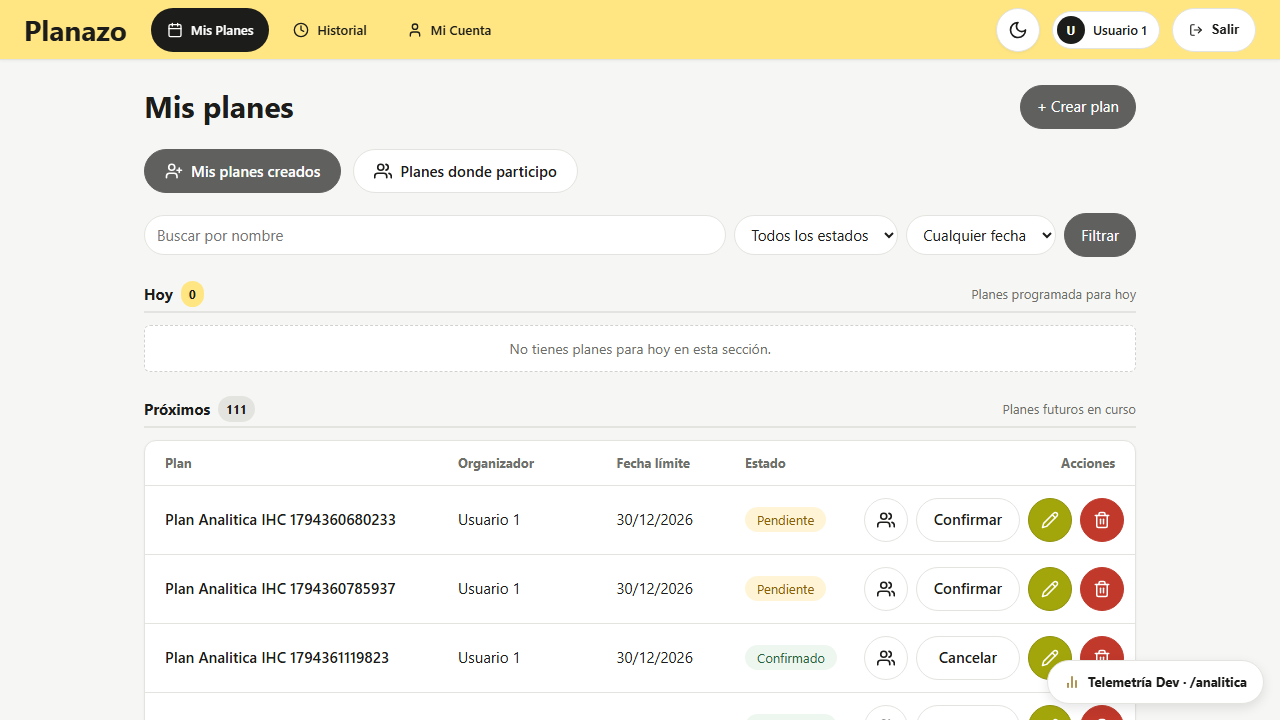 Planazo Mis Planes Historial Mi Cuenta U Usuario 1 Salir
Mis planes + Crear plan
Mis planes creados Planes donde participo
Buscar por nombre Todos los estados Cualquier fecha Filtrar
Hoy 0 Planes programada para hoy
No tienes planes para hoy en esta sección.
Próximos 111 Planes futuros en curso
Plan Organizador Fecha límite Estado Acciones
Plan Analitica IHC 1794360680233 Usuario 1 30/12/2026 Pendiente Confirmar
Plan Analitica IHC 1794360785937 Usuario 1 30/12/2026 Pendiente Confirmar
Plan Analitica IHC 1794361119823 Usuario 1 30/12/2026 Confirmado Cancelar
Telemetría Dev · /analitica